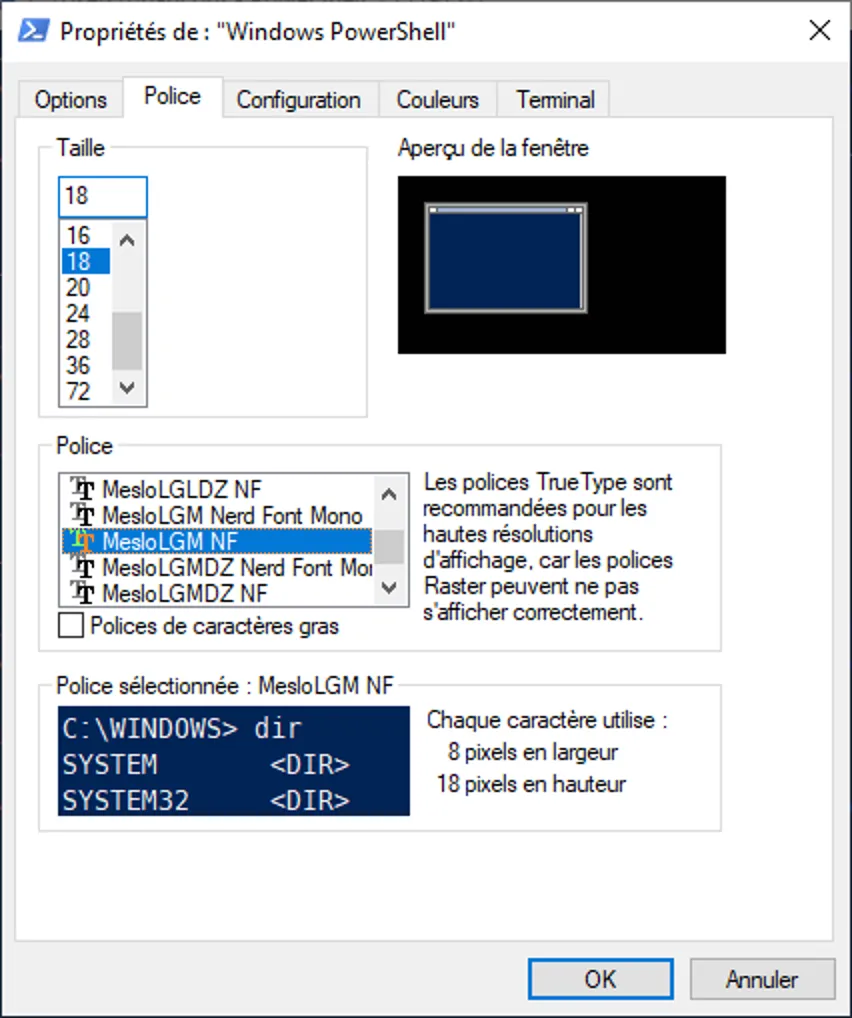 Propriétés de : "Windows PowerShell"
Options
Police
Configuration
Couleurs
Terminal
Taille
18
16
18
20
24
28
36
72
Aperçu de la fenêtre
Police
MesloLGLDZ NF
MesloLGM Nerd Font Mono
MesloLGM NF
MesloLGMDZ Nerd Font Mo
MesloLGMDZ NF
Polices de caractères gras
Les polices TrueType sont
recommandées pour les
hautes résolutions
d'affichage, car les polices
Raster peuvent ne pas
s'afficher correctement.
Police sélectionnée : MesloLGM NF
C:\WINDOWS> dir
SYSTEM <DIR>
SYSTEM32 <DIR>
Chaque caractère utilise :
8 pixels en largeur
18 pixels en hauteur
OK
Annuler